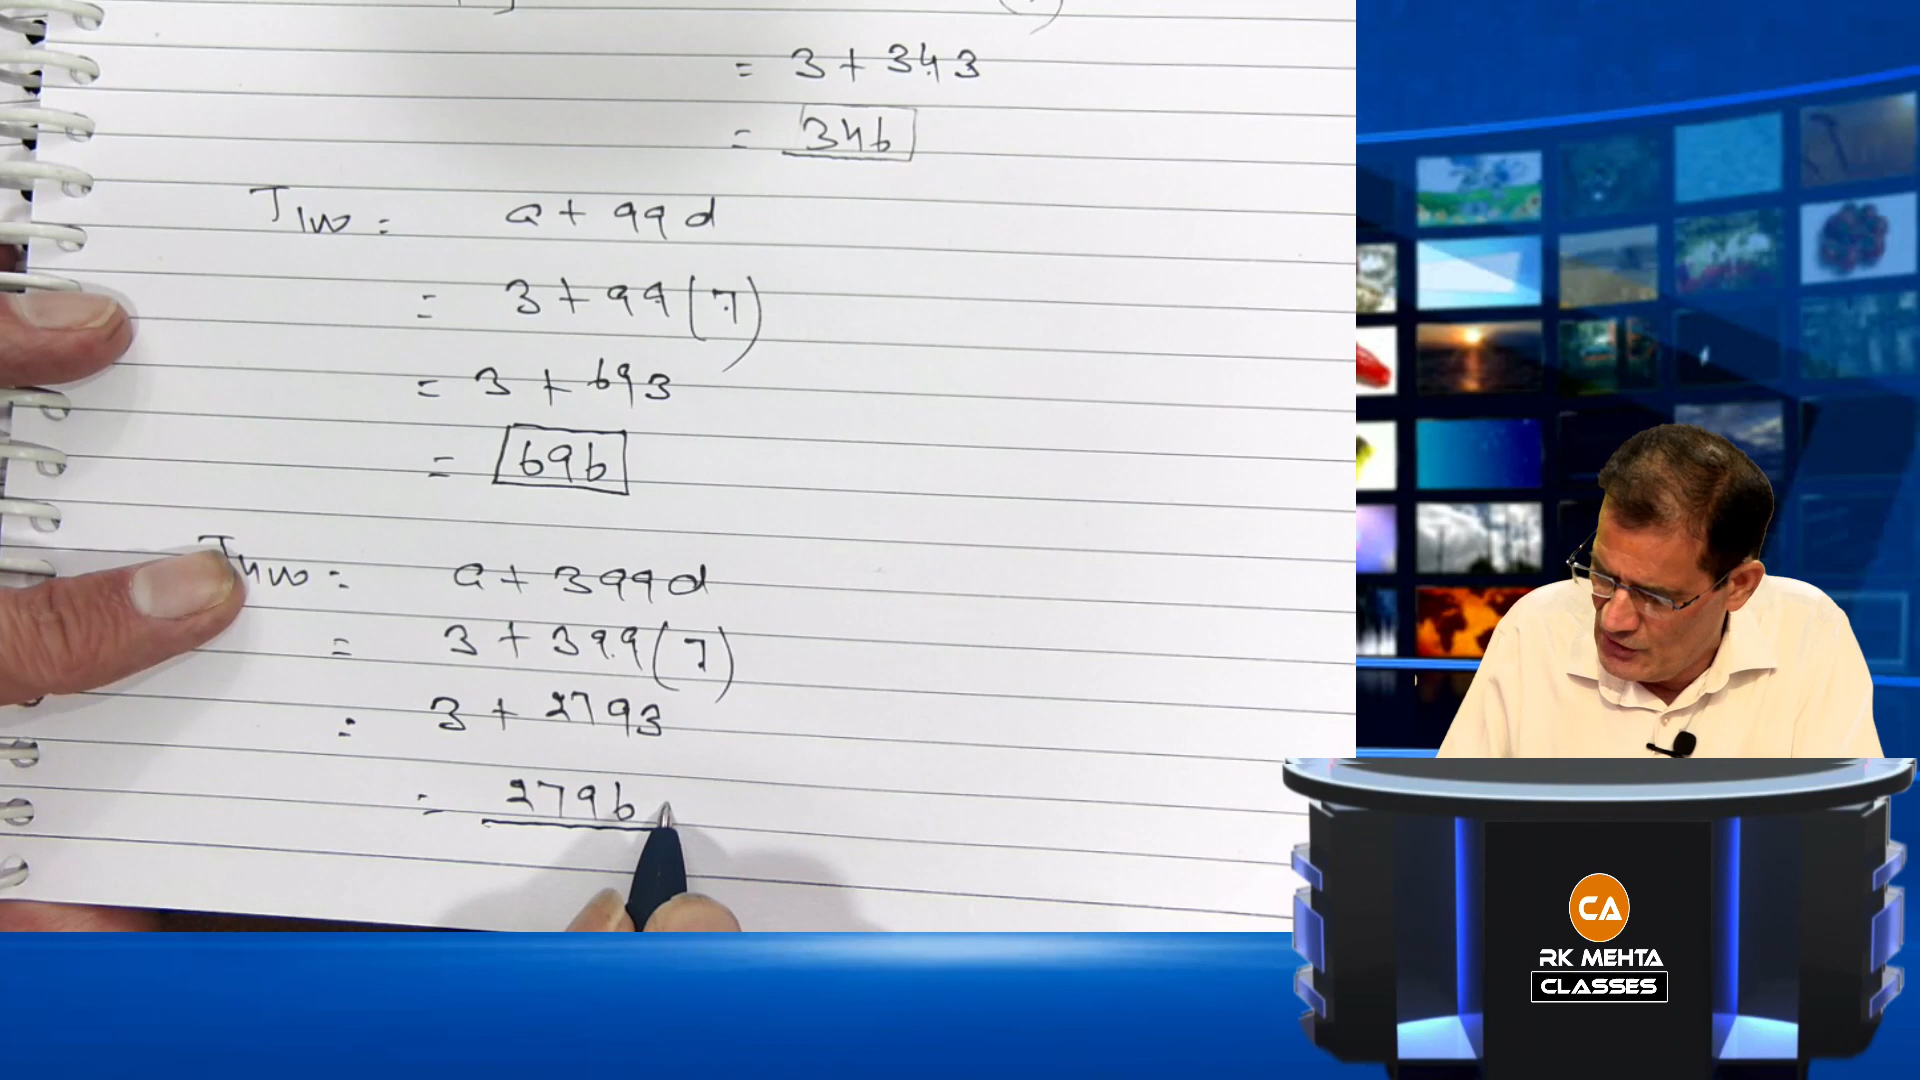 = 3 + 343
= 346
T100 = a + 99d
= 3 + 99(7)
= 3 + 693
= 696
T400 = a + 399d
= 3 + 399(7)
= 3 + 2793
= 2796
CA
RK MEHTA
CLASSES